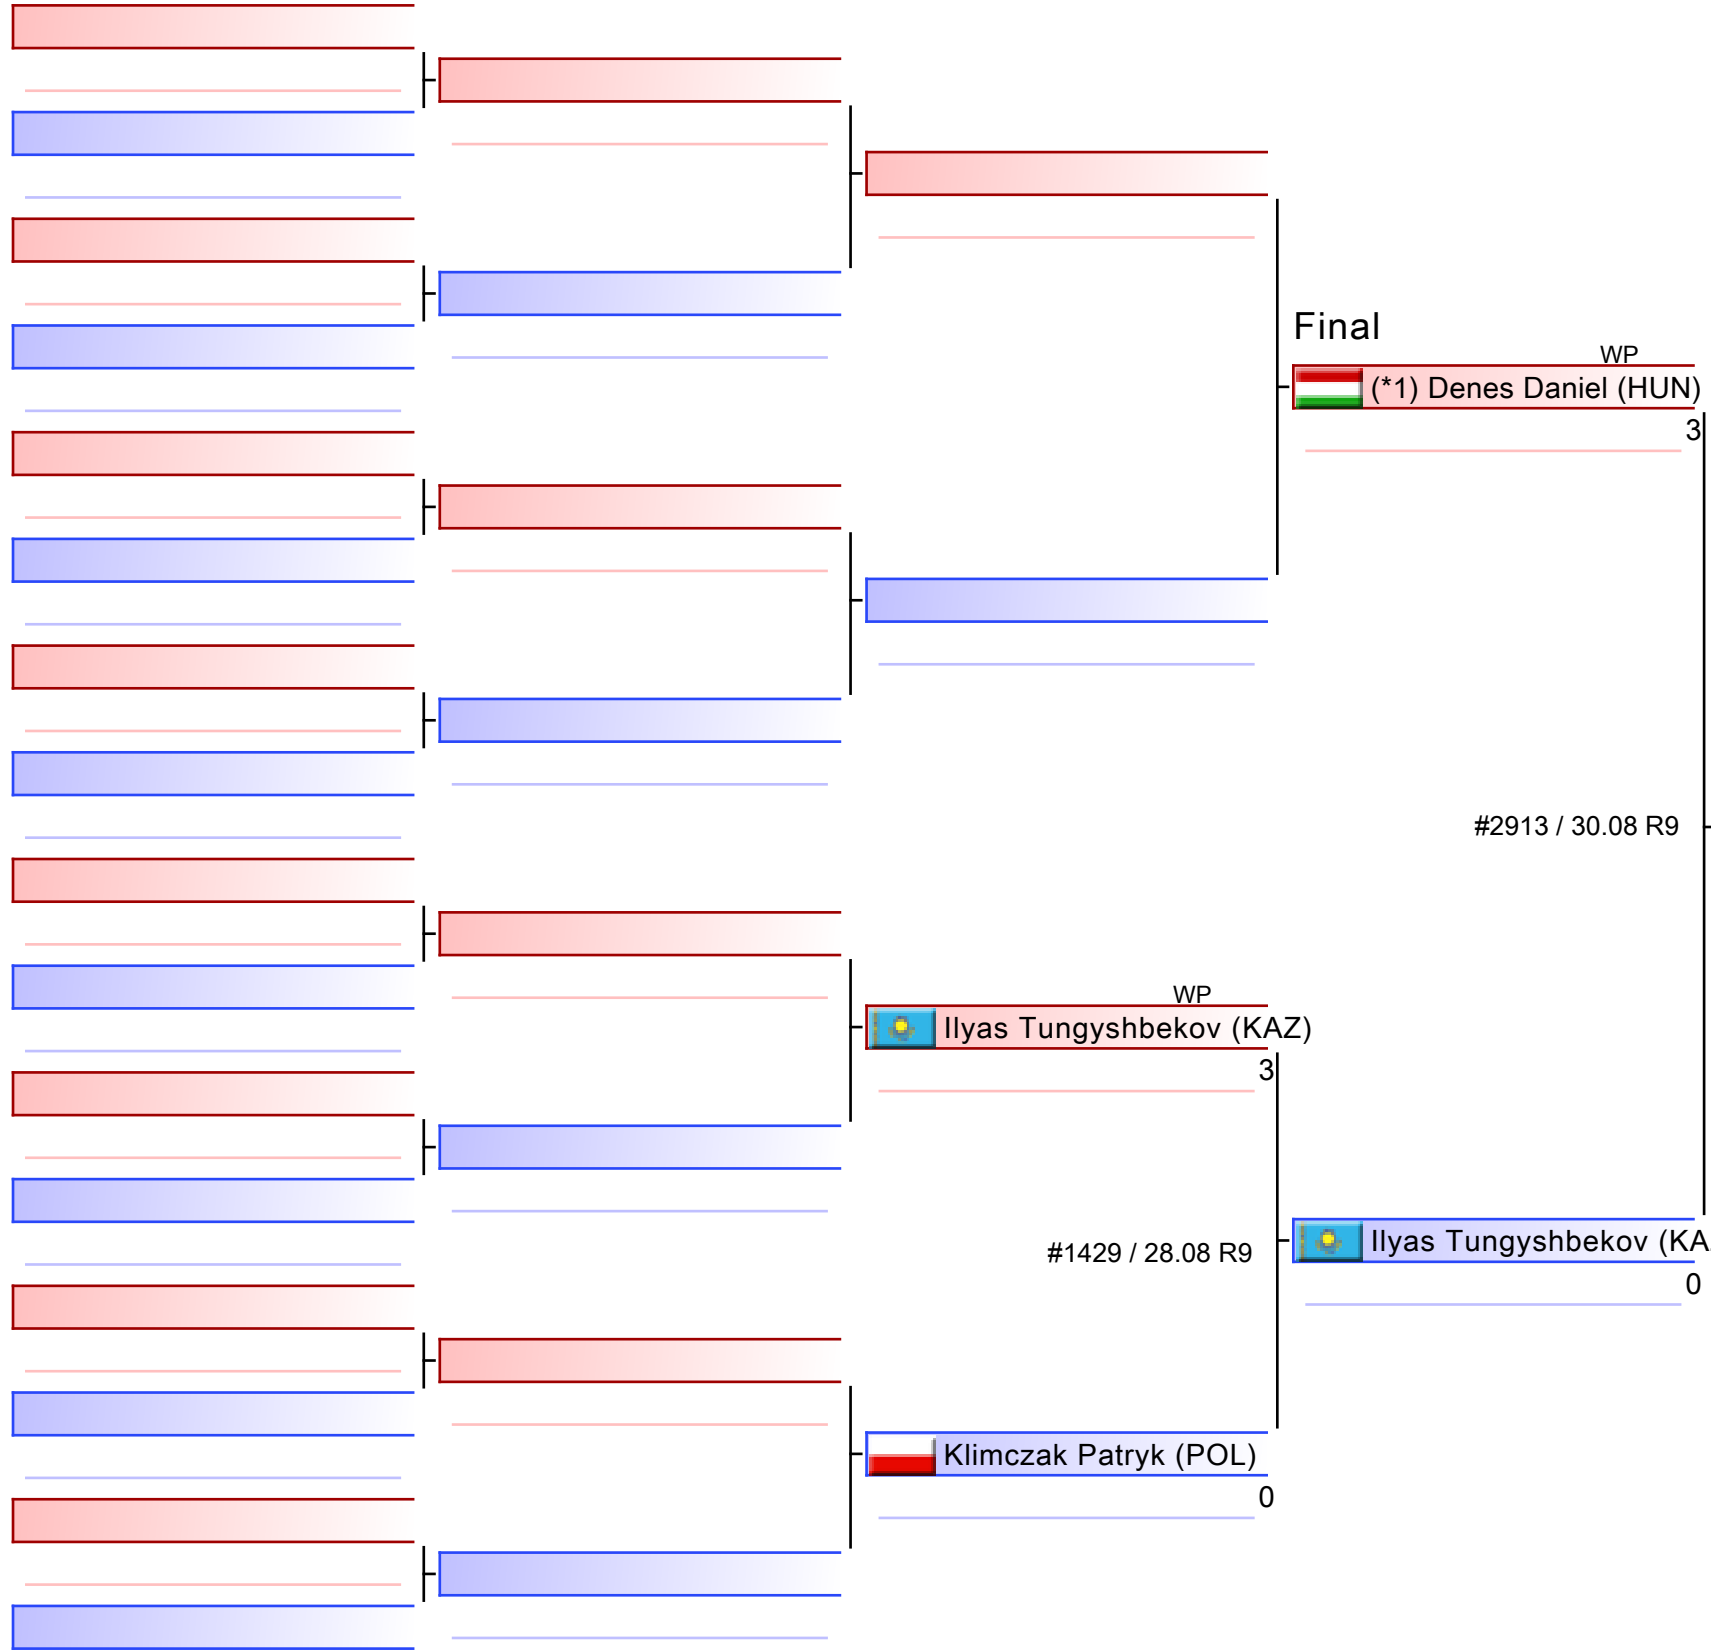 Final
WP
(*1) Denes Daniel (HUN)
3
#2913 / 30.08 R9
WP
Ilyas Tungyshbekov (KAZ)
3
#1429 / 28.08 R9
Ilyas Tungyshbekov (KA
0
Klimczak Patryk (POL)
0